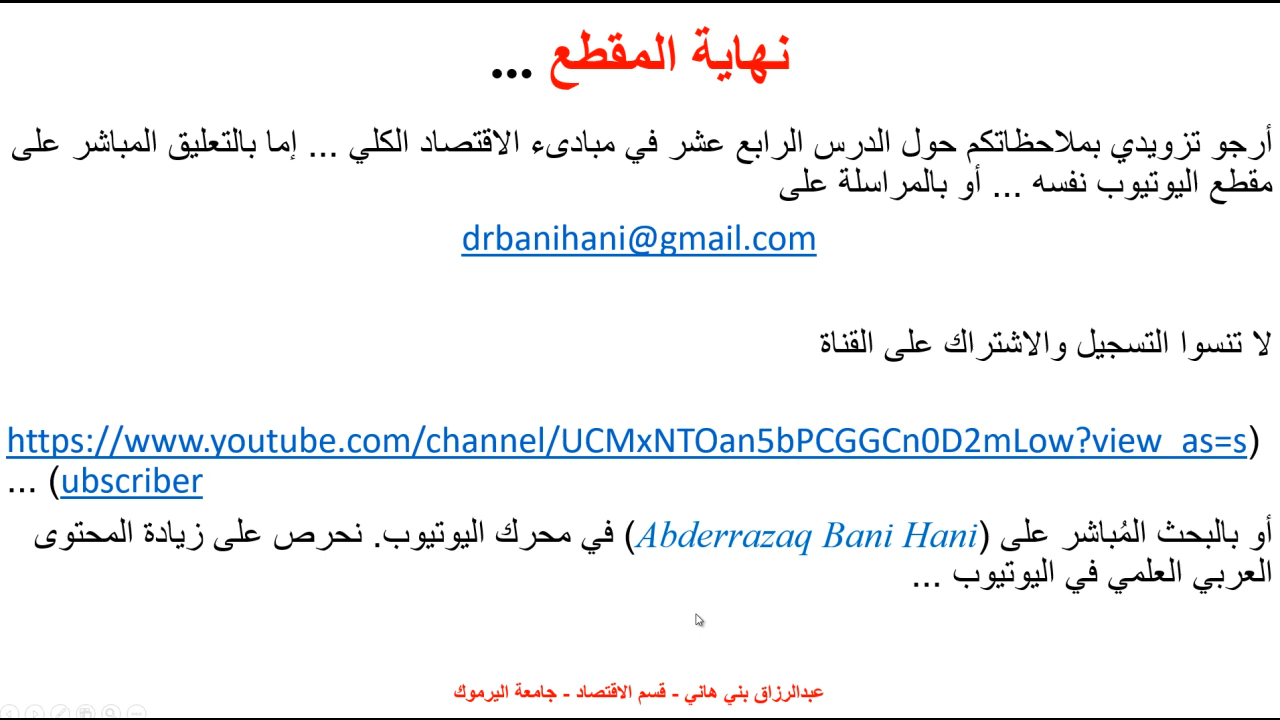 نهاية المقطع ...
أرجو تزويدي بملاحظاتكم حول الدرس الرابع عشر في مبادىء الاقتصاد الكلي ... إما بالتعليق المباشر على
مقطع اليوتيوب نفسه ... أو بالمراسلة على
drbanihani@gmail.com
لا تنسوا التسجيل والاشتراك على القناة
(https://www.youtube.com/channel/UCMxNTOan5bPCGGCn0D2mLow?view_as=s
ubscriber) ...
أو بالبحث المُباشر على (Abderrazaq Bani Hani) في محرك اليوتيوب. نحرص على زيادة المحتوى
العربي العلمي في اليوتيوب ...
عبدالرزاق بني هاني - قسم الاقتصاد - جامعة اليرموك